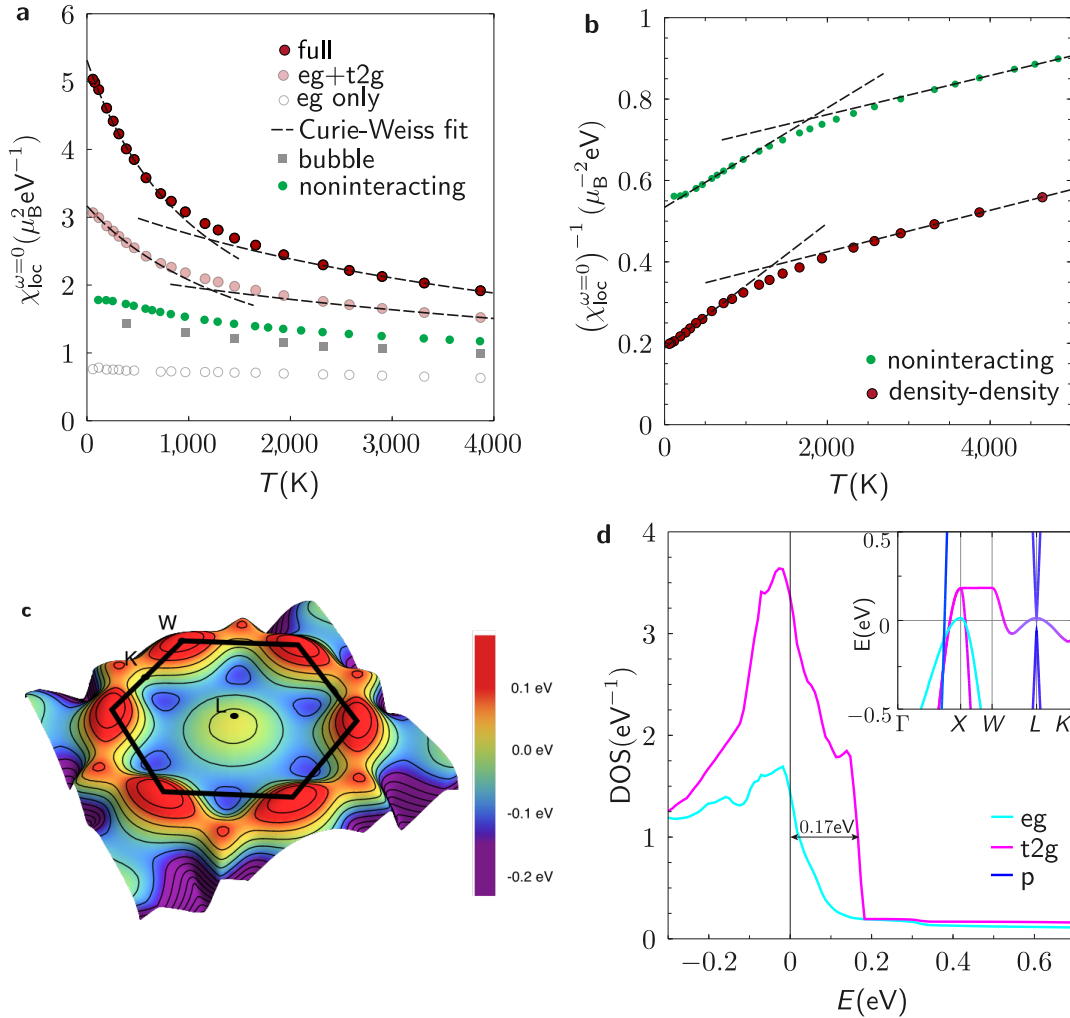 a
6
5
4
3
2
1
0
χloc^ω=0 (μB^2 eV^−1)
full
eg+t2g
eg only
Curie-Weiss fit
bubble
noninteracting
0
1,000
2,000
3,000
4,000
T(K)
b
1
0.8
0.6
0.4
0.2
0
(χloc^ω=0)^−1 (μB^−2 eV)
noninteracting
density-density
0
2,000
4,000
T(K)
c
W
K
L
0.1 eV
0.0 eV
-0.1 eV
-0.2 eV
d
4
3
2
1
0
DOS(eV^−1)
0.17eV
eg
t2g
p
−0.2
0
0.2
0.4
0.6
E(eV)
0.5
0
−0.5
E(eV)
Γ
X
W
L
K